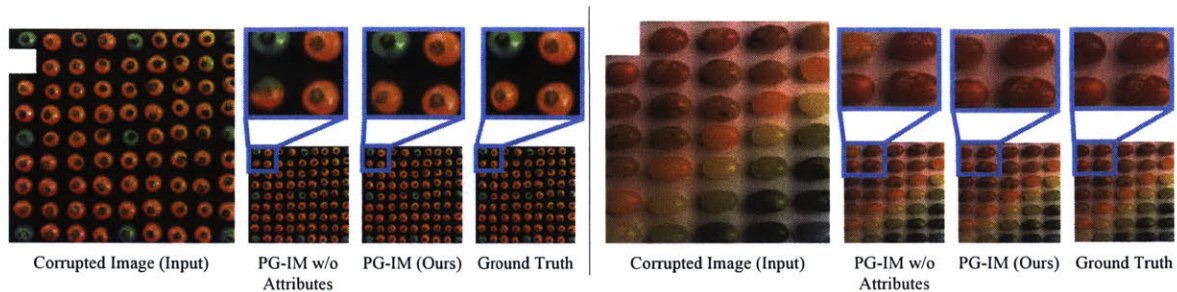 Corrupted Image (Input)
PG-IM w/o
Attributes
PG-IM (Ours)
Ground Truth
Corrupted Image (Input)
PG-IM w/o
Attributes
PG-IM (Ours)
Ground Truth